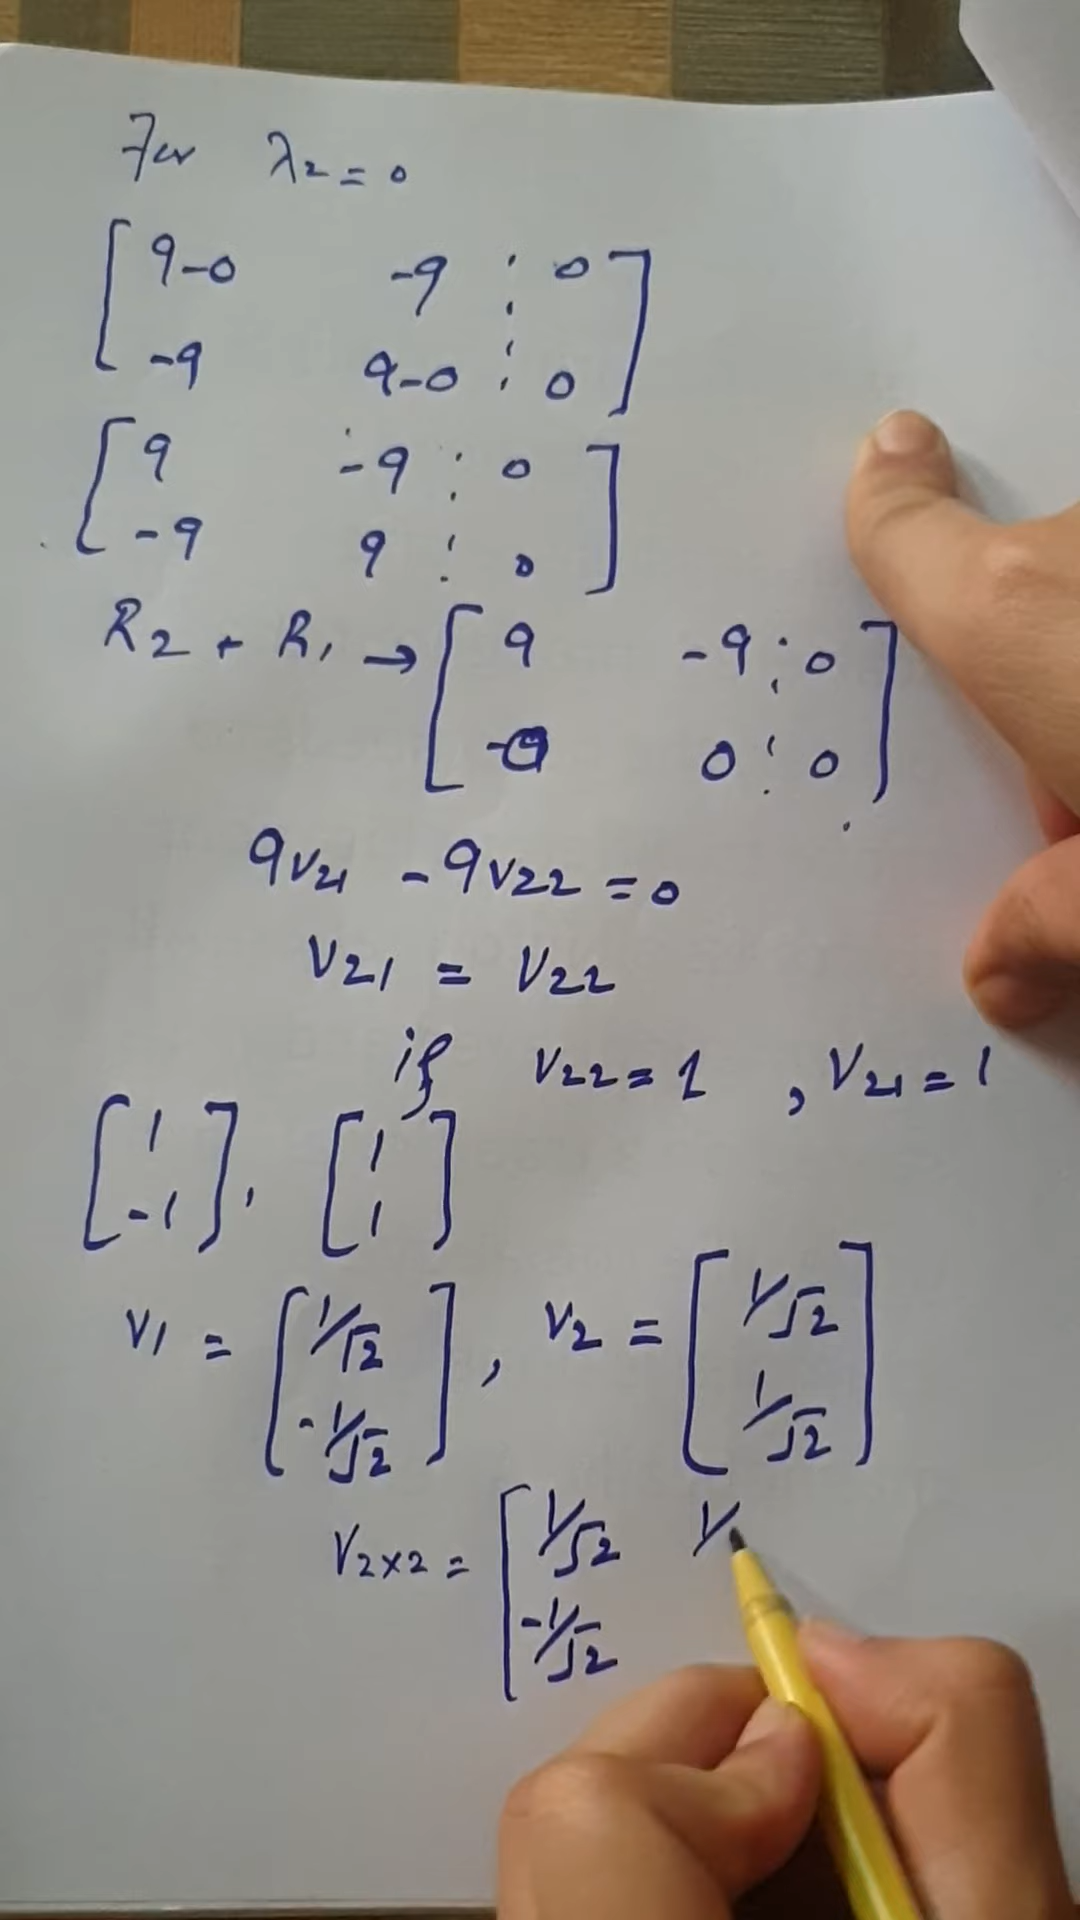 For λ2 = 0
[ 9-0 -9 ⋮ 0 ]
[ -9 9-0 ⋮ 0 ]
[ 9 -9 ⋮ 0 ]
[ -9 9 ⋮ 0 ]
R2 + R1 → [ 9 -9 ⋮ 0 ]
[ 0 0 ⋮ 0 ]
9V21 - 9V22 = 0
V21 = V22
if V22 = 1 , V21 = 1
[ 1 ] , [ 1 ]
[ -1 ] [ 1 ]
V1 = [ 1/√2 ] , V2 = [ 1/√2 ]
[ -1/√2 ] [ 1/√2 ]
V2×2 = [ 1/√2 1/
[ -1/√2